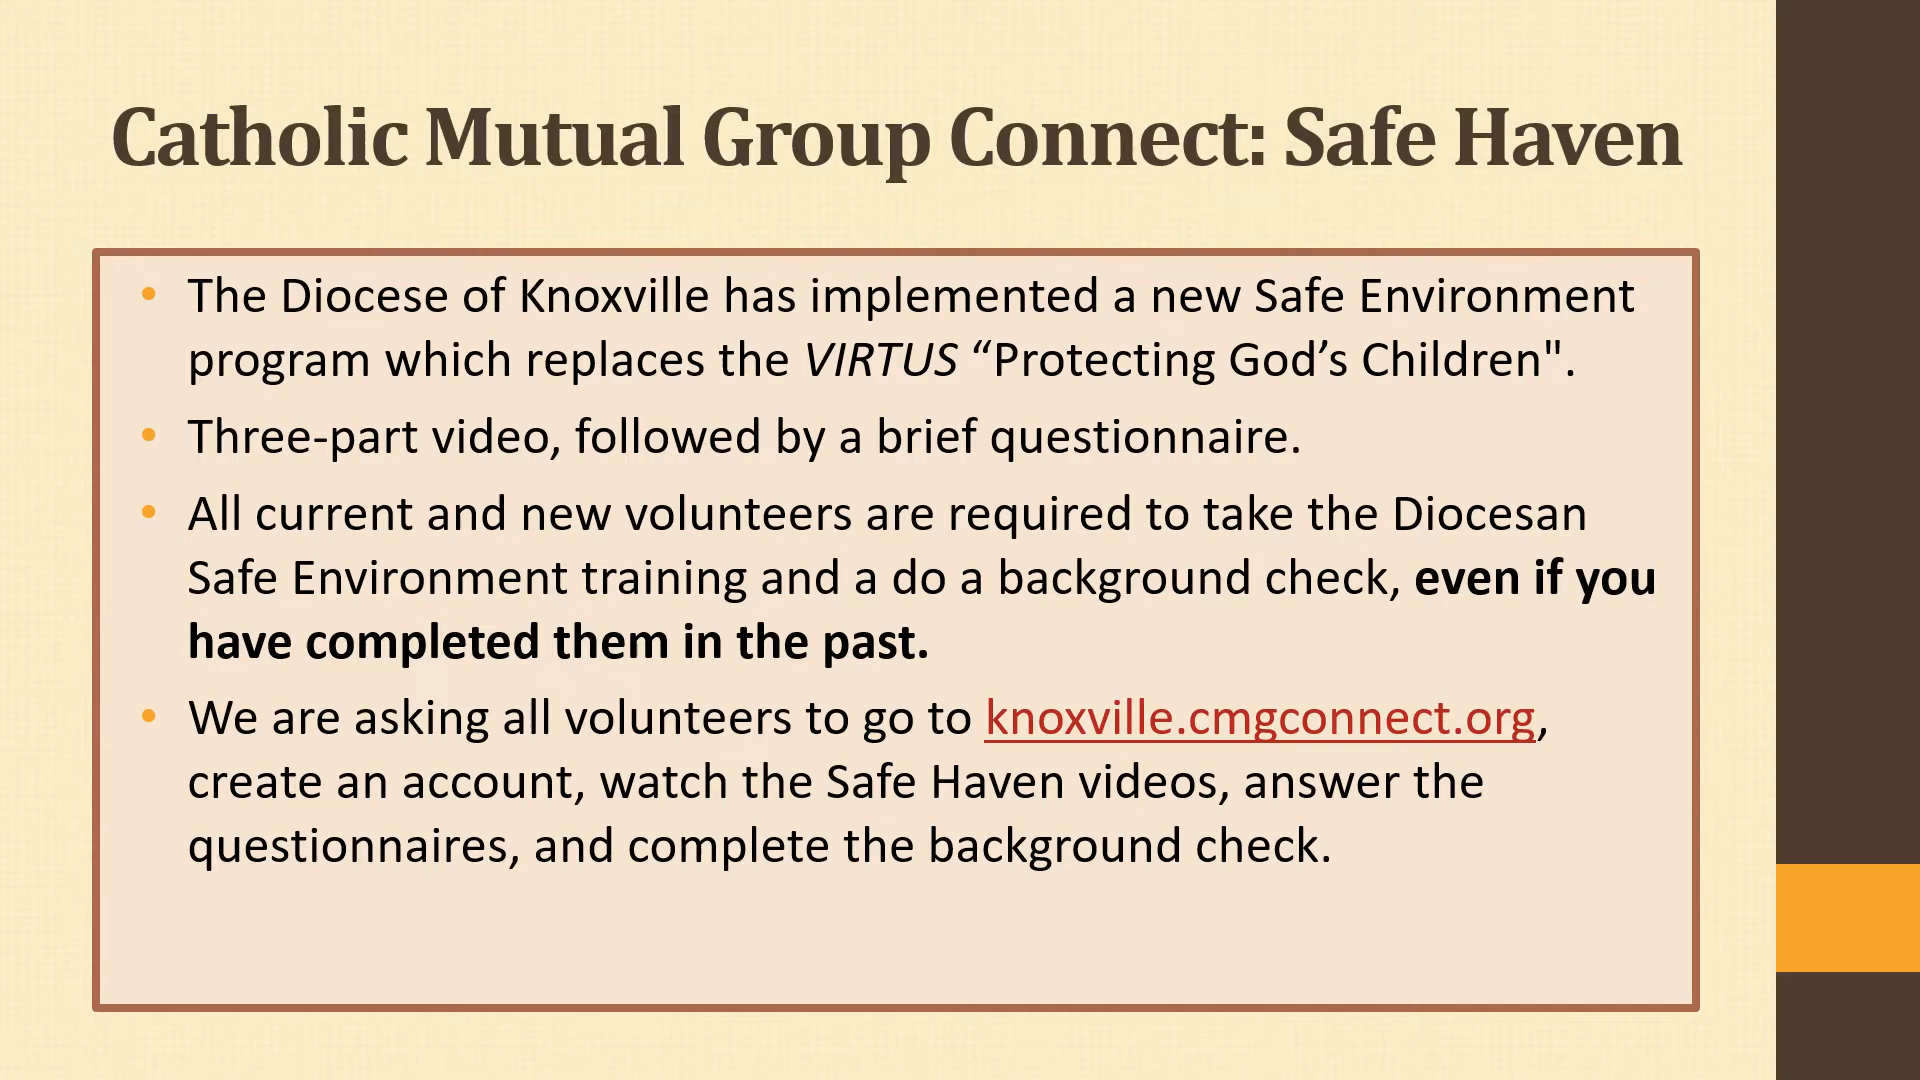 Catholic Mutual Group Connect: Safe Haven
• The Diocese of Knoxville has implemented a new Safe Environment
program which replaces the VIRTUS “Protecting God’s Children".
• Three-part video, followed by a brief questionnaire.
• All current and new volunteers are required to take the Diocesan
Safe Environment training and a do a background check, even if you
have completed them in the past.
• We are asking all volunteers to go to knoxville.cmgconnect.org,
create an account, watch the Safe Haven videos, answer the
questionnaires, and complete the background check.